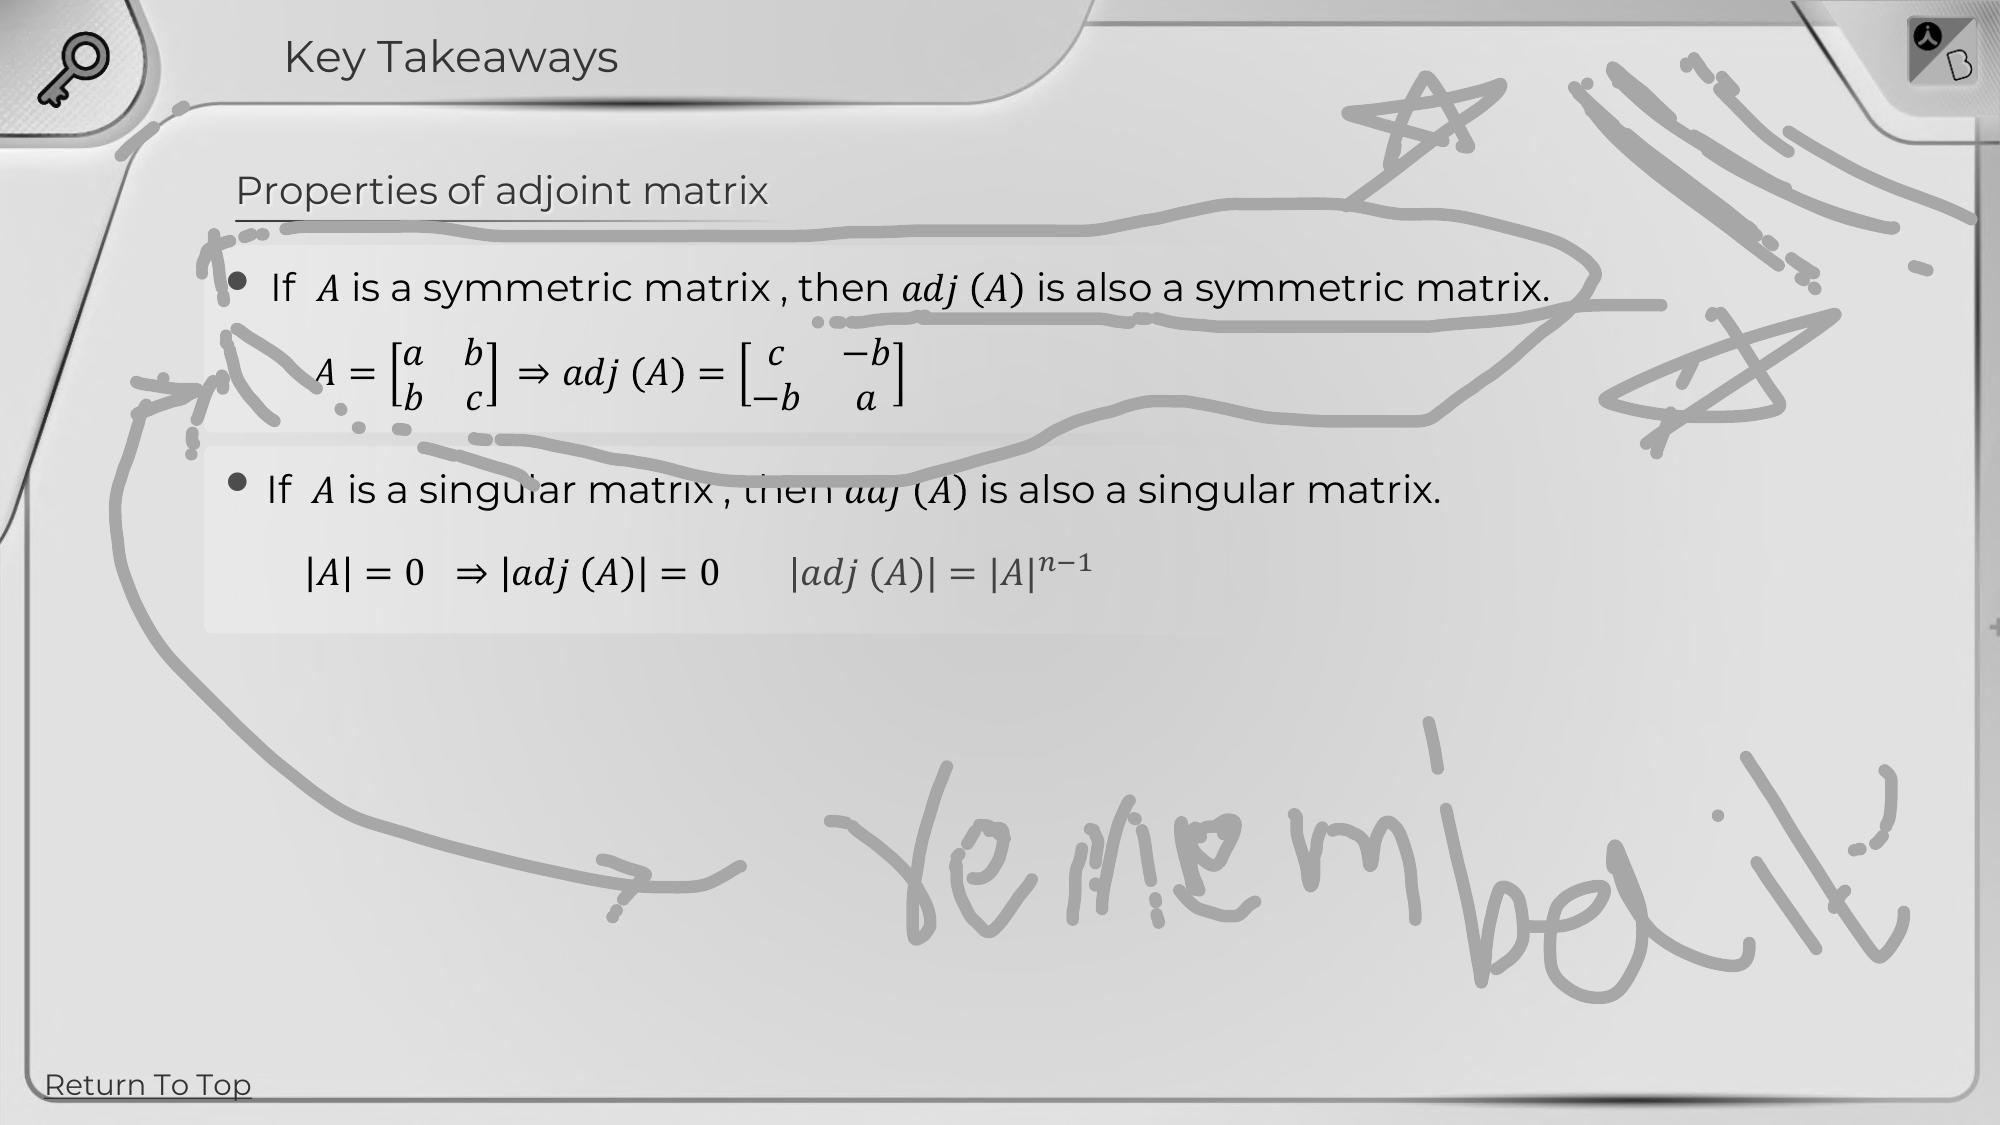 Key Takeaways
Properties of adjoint matrix
• If A is a symmetric matrix , then adj (A) is also a symmetric matrix.
A = [a b; b c] ⇒ adj (A) = [c −b; −b a]
• If A is a singular matrix , then adj (A) is also a singular matrix.
|A| = 0 ⇒ |adj (A)| = 0 |adj (A)| = |A|ⁿ⁻¹
it
Return To Top